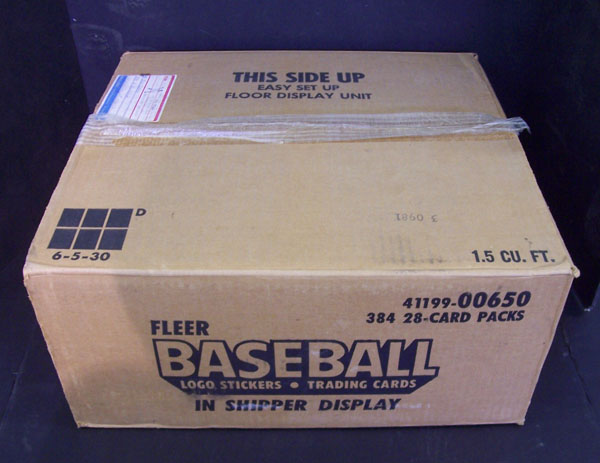 THIS SIDE UP
EASY SET UP
FLOOR DISPLAY UNIT
D
6-5-30
1.5 CU. FT.
41199-00650
384 28-CARD PACKS
FLEER
BASEBALL
LOGO STICKERS • TRADING CARDS
IN SHIPPER DISPLAY